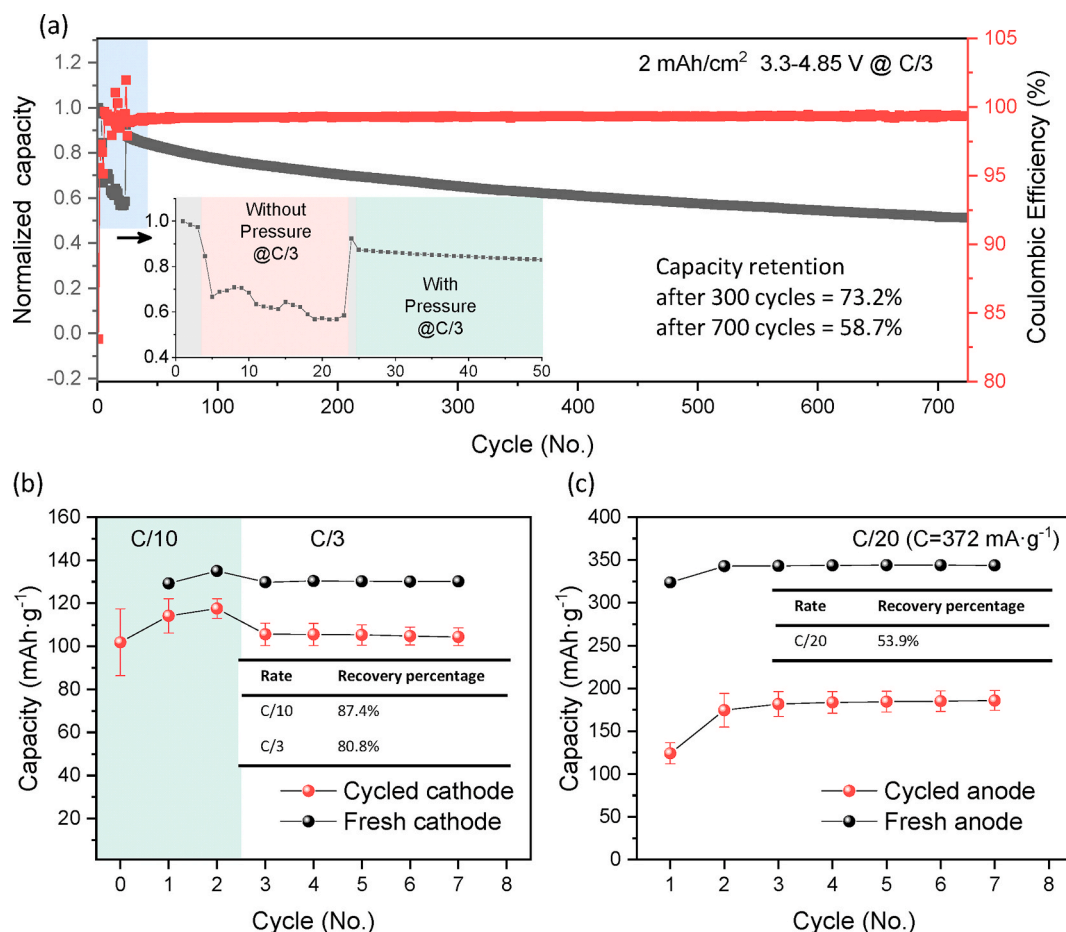 (a)
2 mAh/cm² 3.3-4.85 V @ C/3
Normalized capacity
1.2
1.0
0.8
0.6
0.4
0.2
0.0
-0.2
Coulombic Efficiency (%)
105
100
95
90
85
80
Without
Pressure
@C/3
With
Pressure
@C/3
1.0
0.8
0.6
0.4
0 10 20 30 40 50
Capacity retention
after 300 cycles = 73.2%
after 700 cycles = 58.7%
0 100 200 300 400 500 600 700
Cycle (No.)
(b)
C/10 C/3
Capacity (mAh·g⁻¹)
160
140
120
100
80
60
40
20
Rate Recovery percentage
C/10 87.4%
C/3 80.8%
Cycled cathode
Fresh cathode
0 1 2 3 4 5 6 7 8
Cycle (No.)
(c)
C/20 (C=372 mA·g⁻¹)
Capacity (mAh·g⁻¹)
400
350
300
250
200
150
100
50
0
Rate Recovery percentage
C/20 53.9%
Cycled anode
Fresh anode
1 2 3 4 5 6 7 8
Cycle (No.)